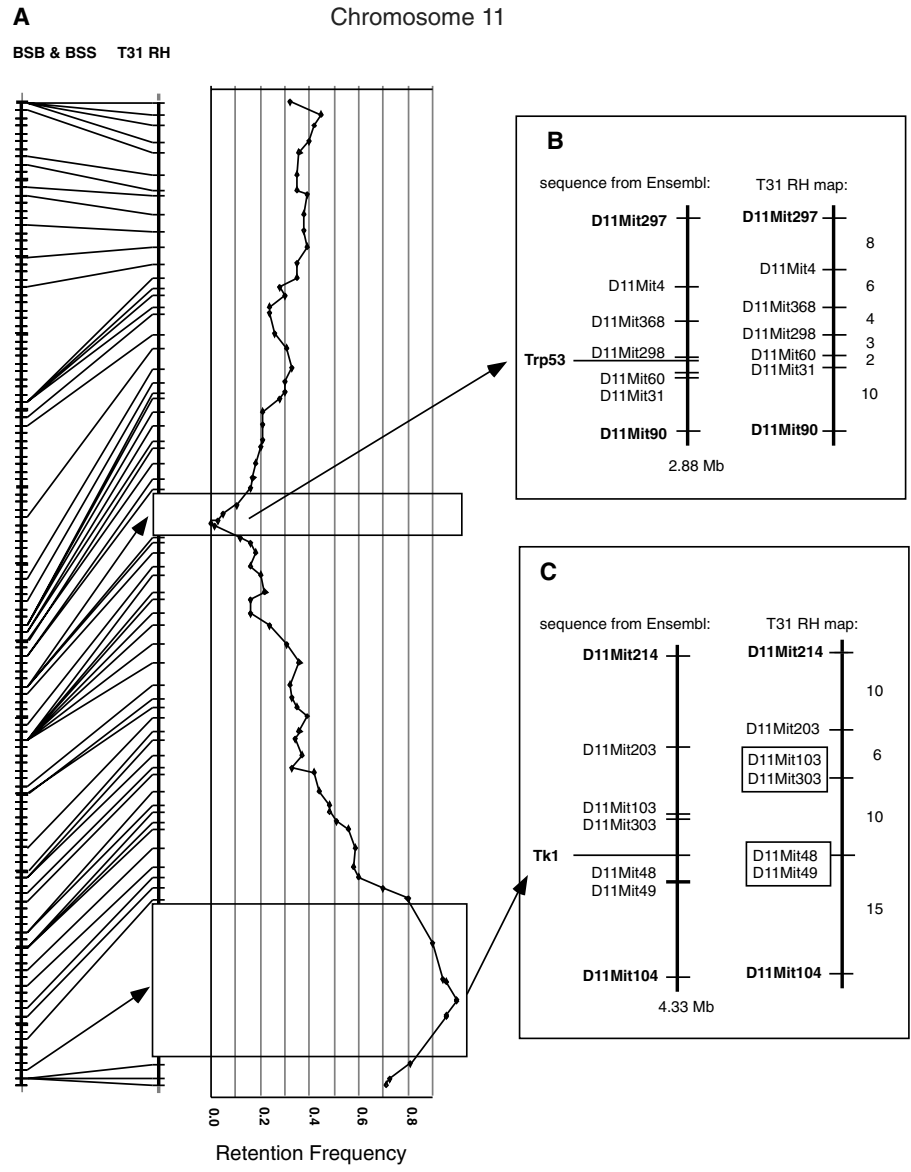 A
Chromosome 11
BSB & BSS
T31 RH
0.0
0.2
0.4
0.6
0.8
Retention Frequency
B
sequence from Ensembl:
T31 RH map:
D11Mit297
D11Mit4
D11Mit368
D11Mit298
Trp53
D11Mit60
D11Mit31
D11Mit90
2.88 Mb
D11Mit297
8
D11Mit4
6
D11Mit368
4
D11Mit298
3
D11Mit60
2
D11Mit31
10
D11Mit90
C
sequence from Ensembl:
T31 RH map:
D11Mit214
D11Mit203
D11Mit103
D11Mit303
Tk1
D11Mit48
D11Mit49
D11Mit104
4.33 Mb
D11Mit214
10
D11Mit203
6
D11Mit103
D11Mit303
10
D11Mit48
D11Mit49
15
D11Mit104